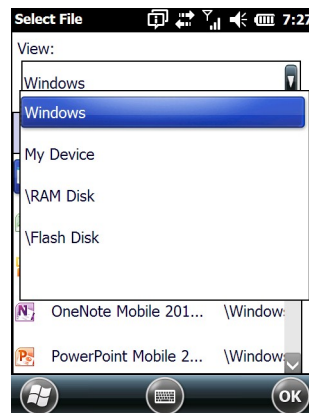 Select File 7:27
View:
Windows
Windows
My Device
\RAM Disk
\Flash Disk
OneNote Mobile 201... \Window
PowerPoint Mobile 2... \Window
OK